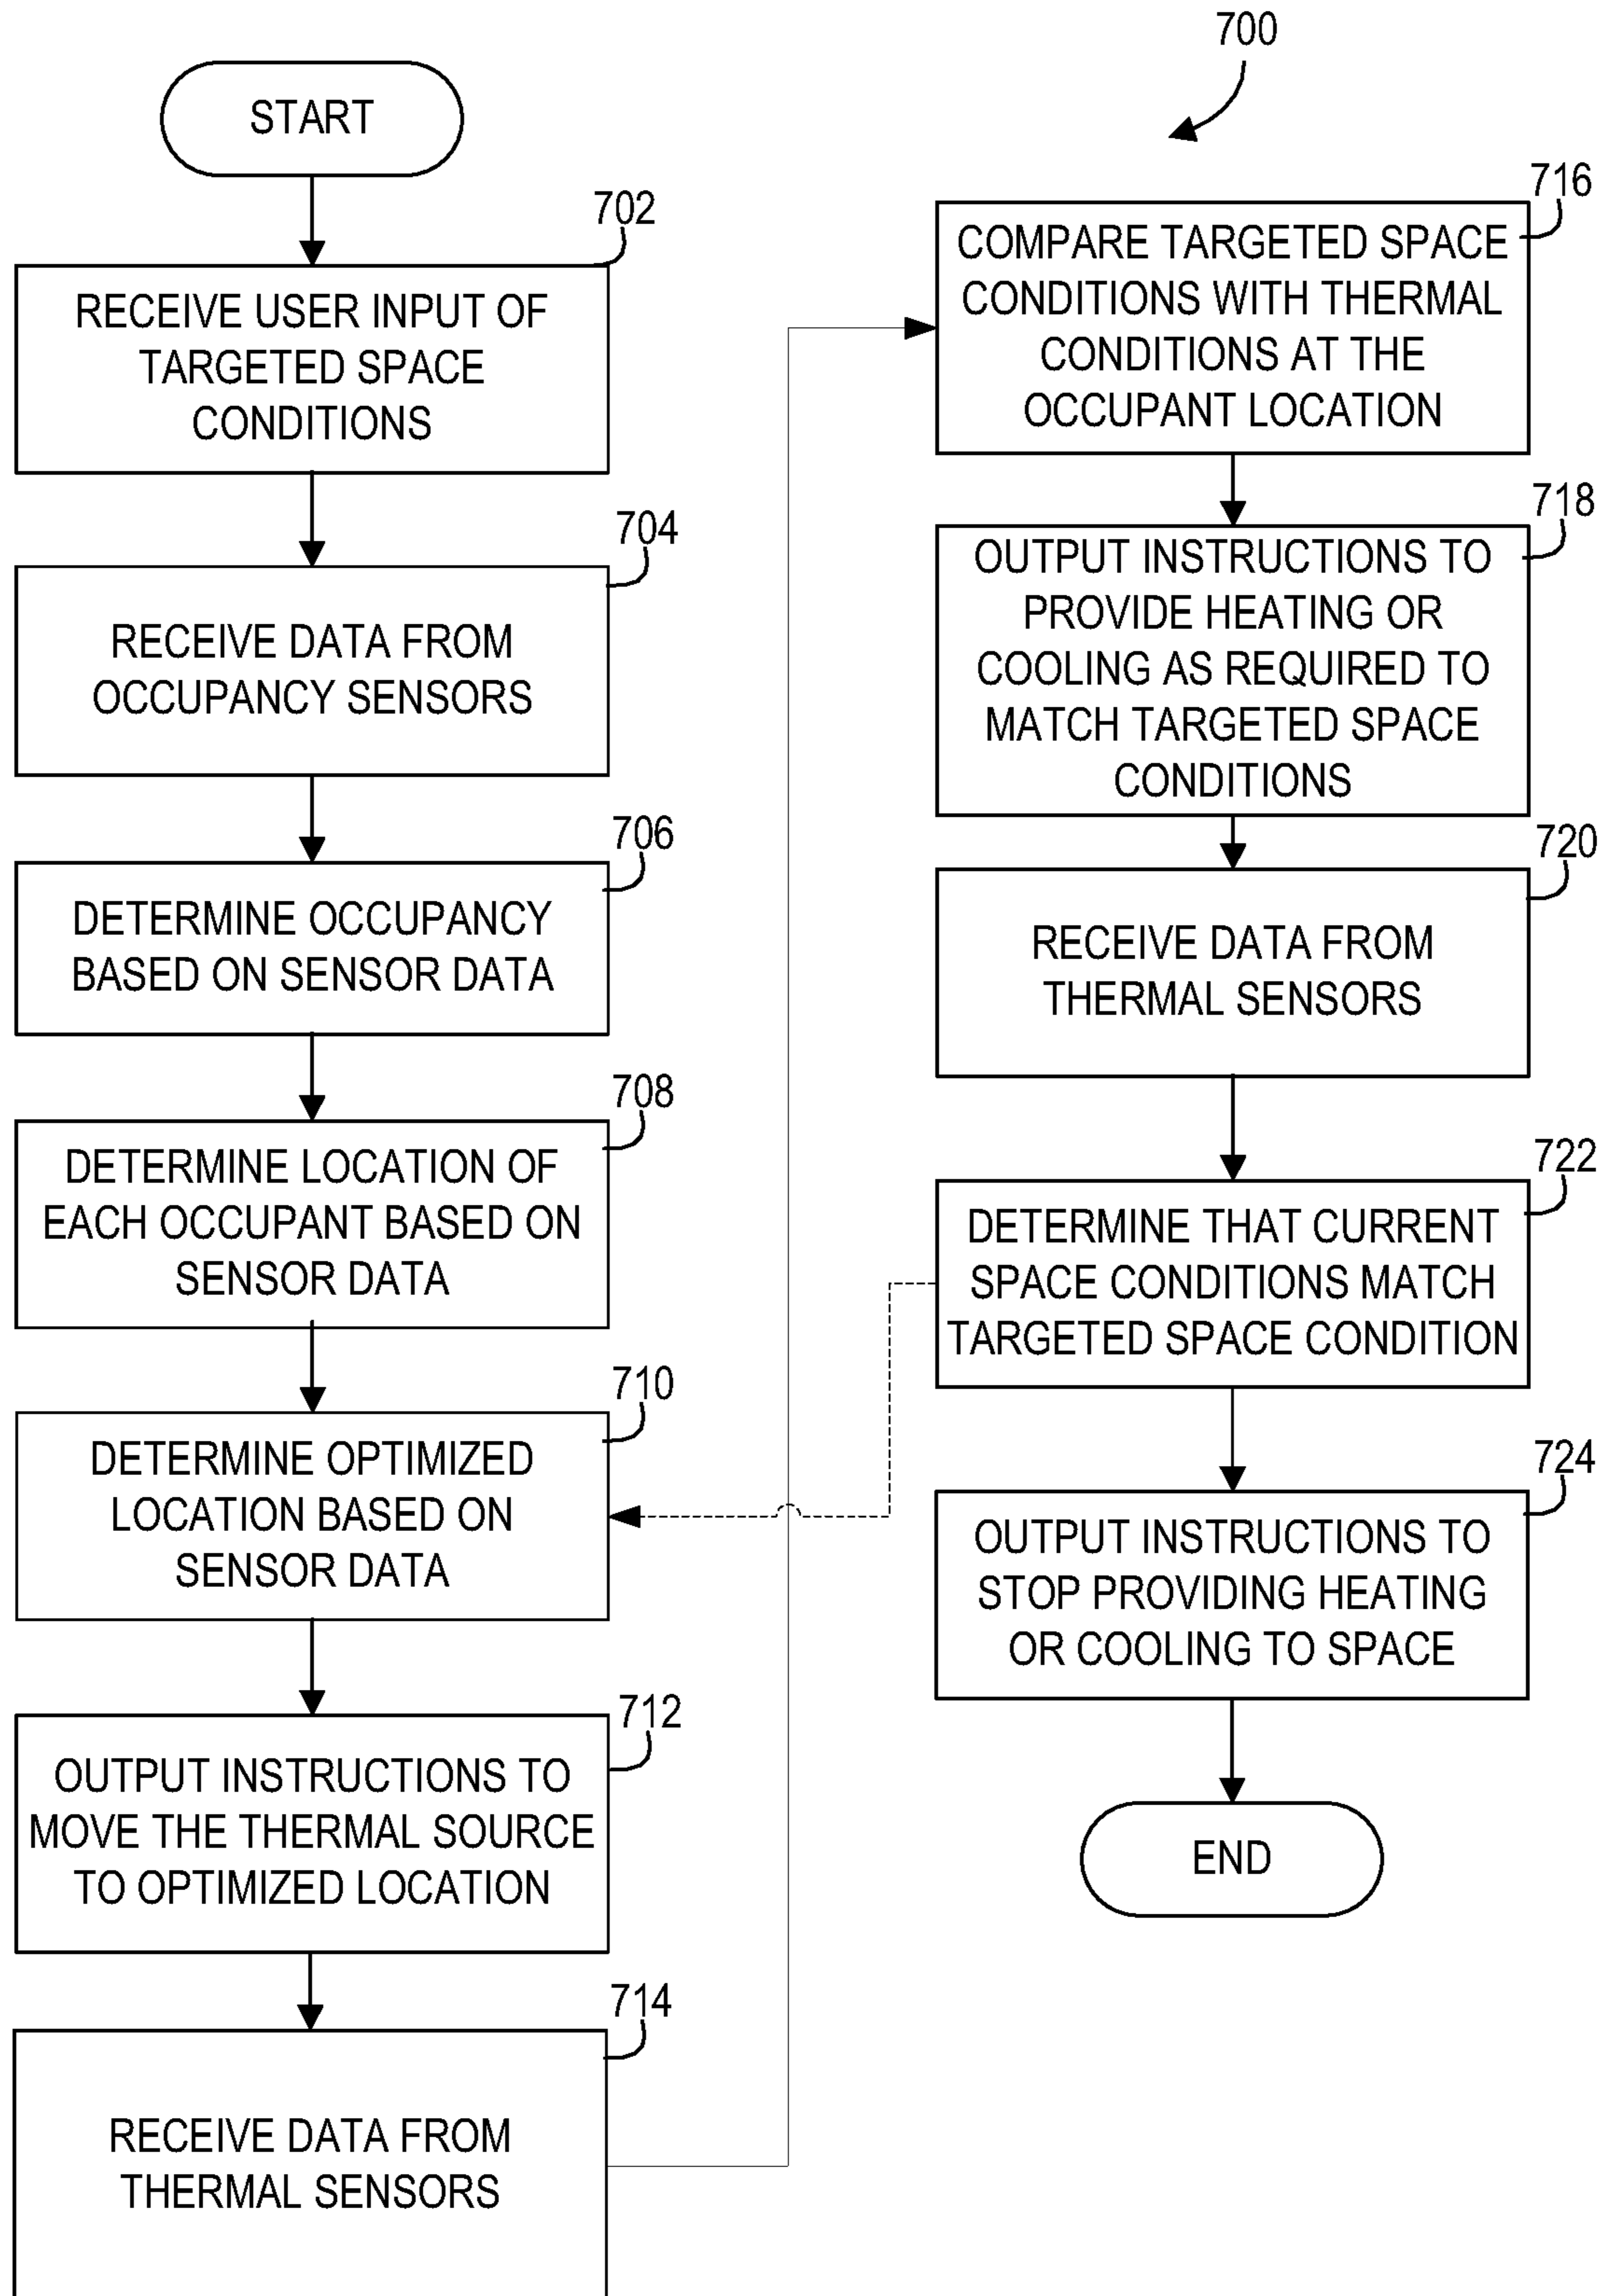 START
702
RECEIVE USER INPUT OF
TARGETED SPACE
CONDITIONS
704
RECEIVE DATA FROM
OCCUPANCY SENSORS
706
DETERMINE OCCUPANCY
BASED ON SENSOR DATA
708
DETERMINE LOCATION OF
EACH OCCUPANT BASED ON
SENSOR DATA
710
DETERMINE OPTIMIZED
LOCATION BASED ON
SENSOR DATA
712
OUTPUT INSTRUCTIONS TO
MOVE THE THERMAL SOURCE
TO OPTIMIZED LOCATION
714
RECEIVE DATA FROM
THERMAL SENSORS
700
716
COMPARE TARGETED SPACE
CONDITIONS WITH THERMAL
CONDITIONS AT THE
OCCUPANT LOCATION
718
OUTPUT INSTRUCTIONS TO
PROVIDE HEATING OR
COOLING AS REQUIRED TO
MATCH TARGETED SPACE
CONDITIONS
720
RECEIVE DATA FROM
THERMAL SENSORS
722
DETERMINE THAT CURRENT
SPACE CONDITIONS MATCH
TARGETED SPACE CONDITION
724
OUTPUT INSTRUCTIONS TO
STOP PROVIDING HEATING
OR COOLING TO SPACE
END